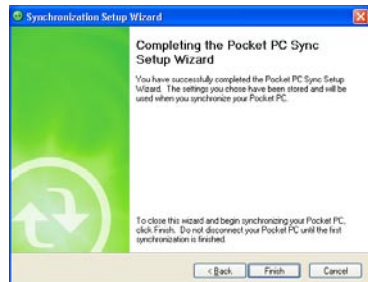 Synchronization Setup Wizard
Completing the Pocket PC Sync
Setup Wizard
You have successfully completed the Pocket PC Sync Setup
Wizard. The settings you chose have been stored and will be
used when you synchronize your Pocket PC.
To close this wizard and begin synchronizing your Pocket PC,
click Finish. Do not disconnect your Pocket PC until the first
synchronization is finished.
< Back Finish Cancel